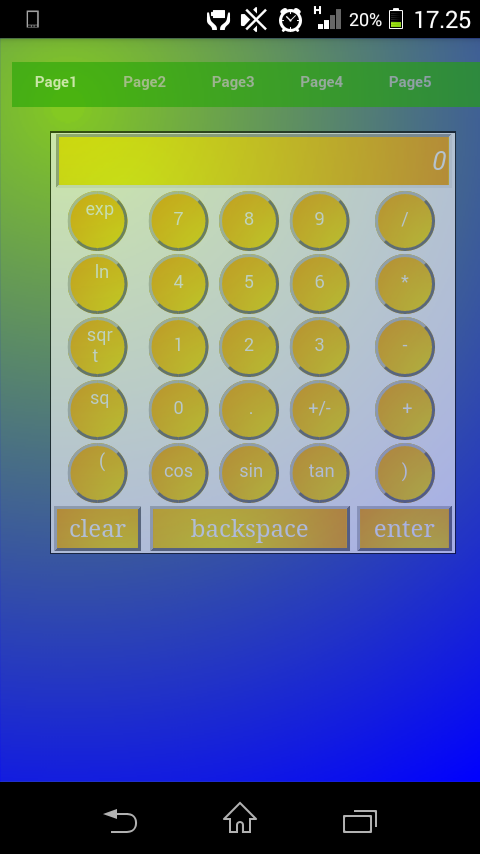 H 20% 17.25
Page1 Page2 Page3 Page4 Page5
0
exp 7 8 9 /
ln 4 5 6 *
sqr
t 1 2 3 -
sq 0 . +/- +
( cos sin tan )
clear backspace enter